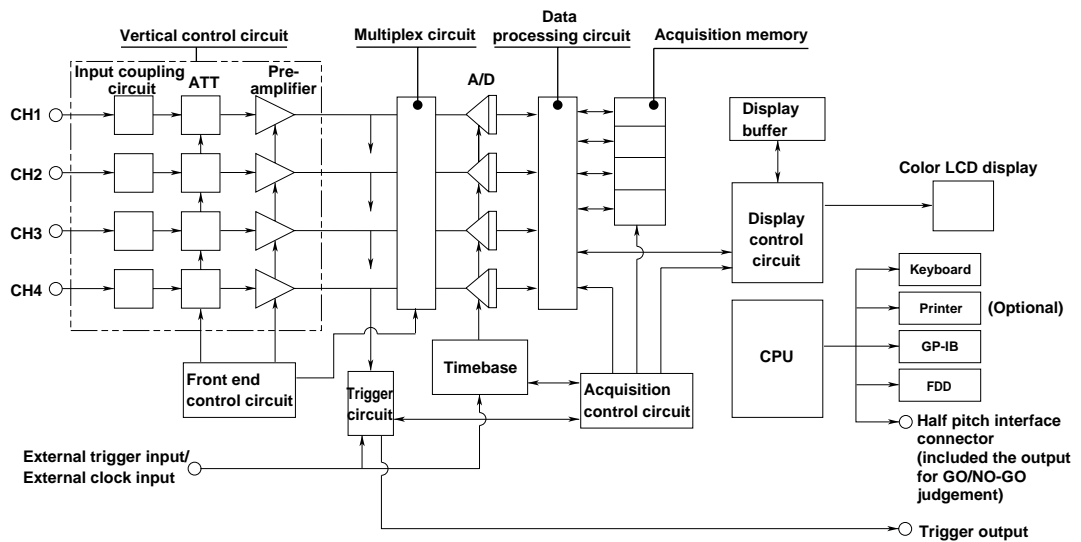 Data
Vertical control circuit
Multiplex circuit
processing circuit
Acquisition memory
Input coupling
circuit
ATT
Pre-
amplifier
A/D
CH1
CH2
CH3
CH4
Display
buffer
Color LCD display
Display
control
circuit
Keyboard
Printer
(Optional)
CPU
GP-IB
FDD
Front end
control circuit
Timebase
Trigger
circuit
Acquisition
control circuit
Half pitch interface
connector
(included the output
for GO/NO-GO
judgement)
External trigger input/
External clock input
Trigger output